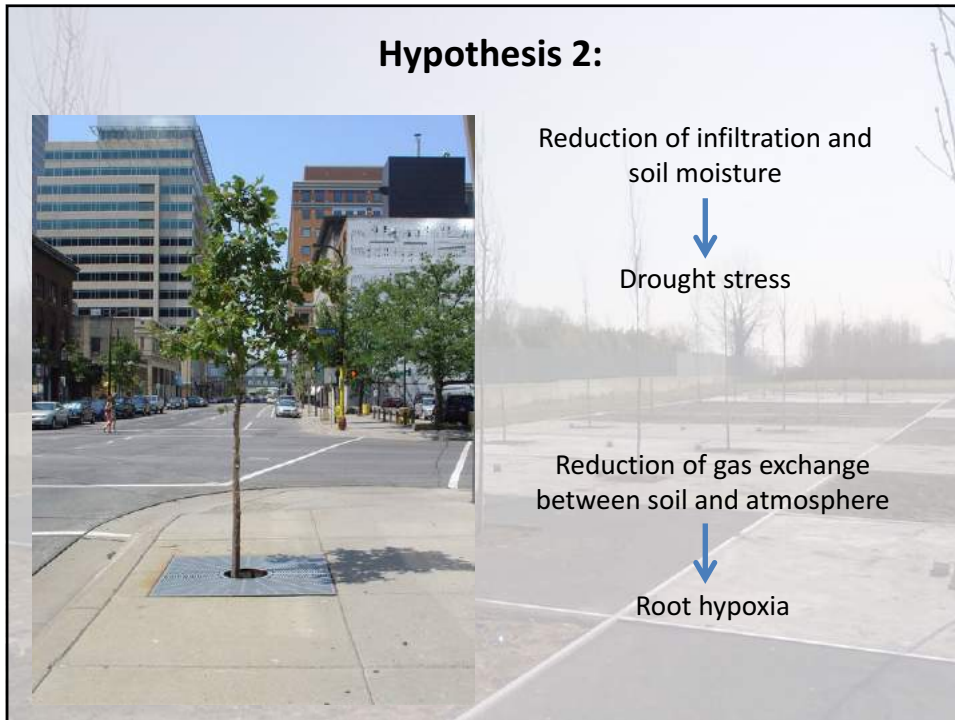 Hypothesis 2:
Reduction of infiltration and
soil moisture
Drought stress
Reduction of gas exchange
between soil and atmosphere
Root hypoxia